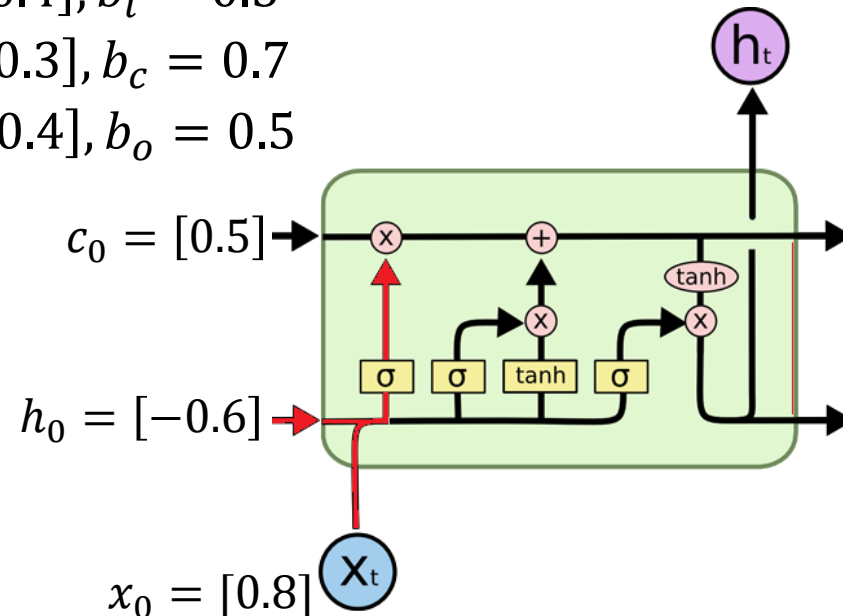 0.3], b_c = 0.7
0.4], b_o = 0.5
h_t
c_0 = [0.5]
x
+
tanh
x
x
σ
σ
tanh
σ
h_0 = [−0.6]
x_t
x_0 = [0.8]